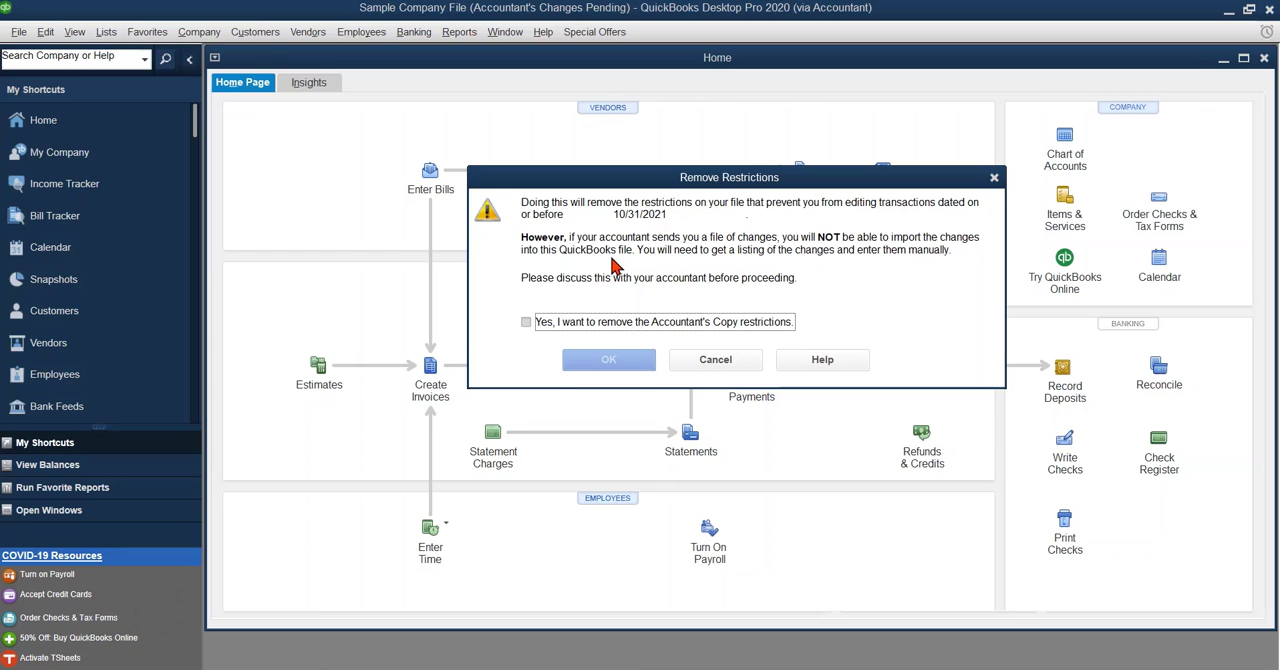 Sample Company File (Accountant's Changes Pending) - QuickBooks Desktop Pro 2020 (via Accountant)
File Edit View Lists Favorites Company Customers Vendors Employees Banking Reports Window Help Special Offers
Search Company or Help
Home
Home Page Insights
My Shortcuts
Home
My Company
Income Tracker
Bill Tracker
Calendar
Snapshots
Customers
Vendors
Employees
Bank Feeds
My Shortcuts
View Balances
Run Favorite Reports
Open Windows
COVID-19 Resources
Turn on Payroll
Accept Credit Cards
Order Checks & Tax Forms
50% Off: Buy QuickBooks Online
Activate TSheets
VENDORS
Enter Bills
Remove Restrictions
Doing this will remove the restrictions on your file that prevent you from editing transactions dated on
or before 10/31/2021 .
However, if your accountant sends you a file of changes, you will NOT be able to import the changes
into this QuickBooks file. You will need to get a listing of the changes and enter them manually.
Please discuss this with your accountant before proceeding.
Yes, I want to remove the Accountant's Copy restrictions.
OK Cancel Help
Estimates
Create
Invoices
Payments
Statement
Charges
Statements
Refunds
& Credits
EMPLOYEES
Enter
Time
Turn On
Payroll
COMPANY
Chart of
Accounts
Items &
Services
Order Checks &
Tax Forms
Try QuickBooks
Online
Calendar
BANKING
Record
Deposits
Reconcile
Write
Checks
Check
Register
Print
Checks